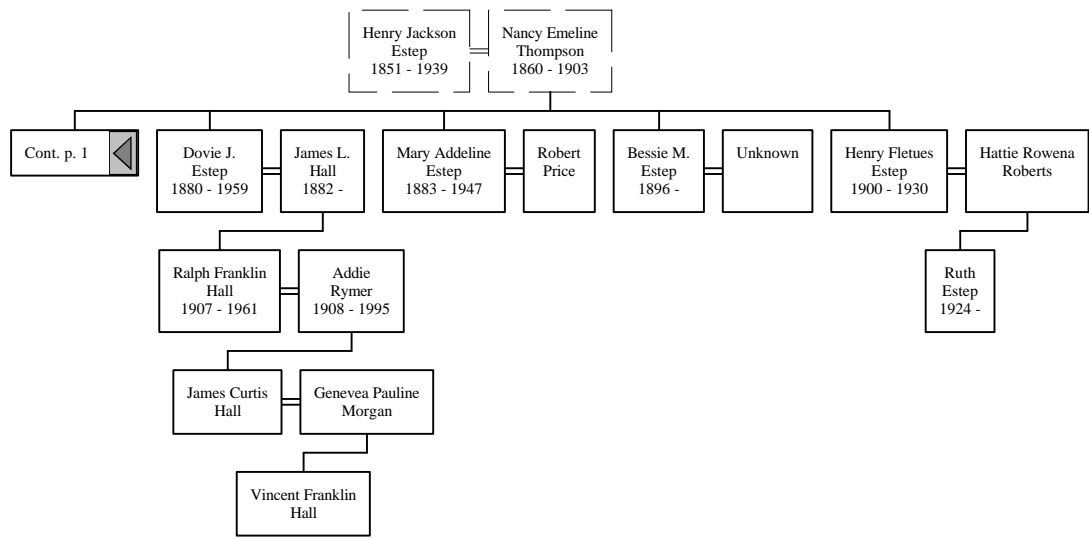 Henry Jackson
Estep
1851 - 1939
Nancy Emeline
Thompson
1860 - 1903
Cont. p. 1
Dovie J.
Estep
1880 - 1959
James L.
Hall
1882 -
Mary Addeline
Estep
1883 - 1947
Robert
Price
Bessie M.
Estep
1896 -
Unknown
Henry Fletues
Estep
1900 - 1930
Hattie Rowena
Roberts
Ralph Franklin
Hall
1907 - 1961
Addie
Rymer
1908 - 1995
Ruth
Estep
1924 -
James Curtis
Hall
Genevea Pauline
Morgan
Vincent Franklin
Hall